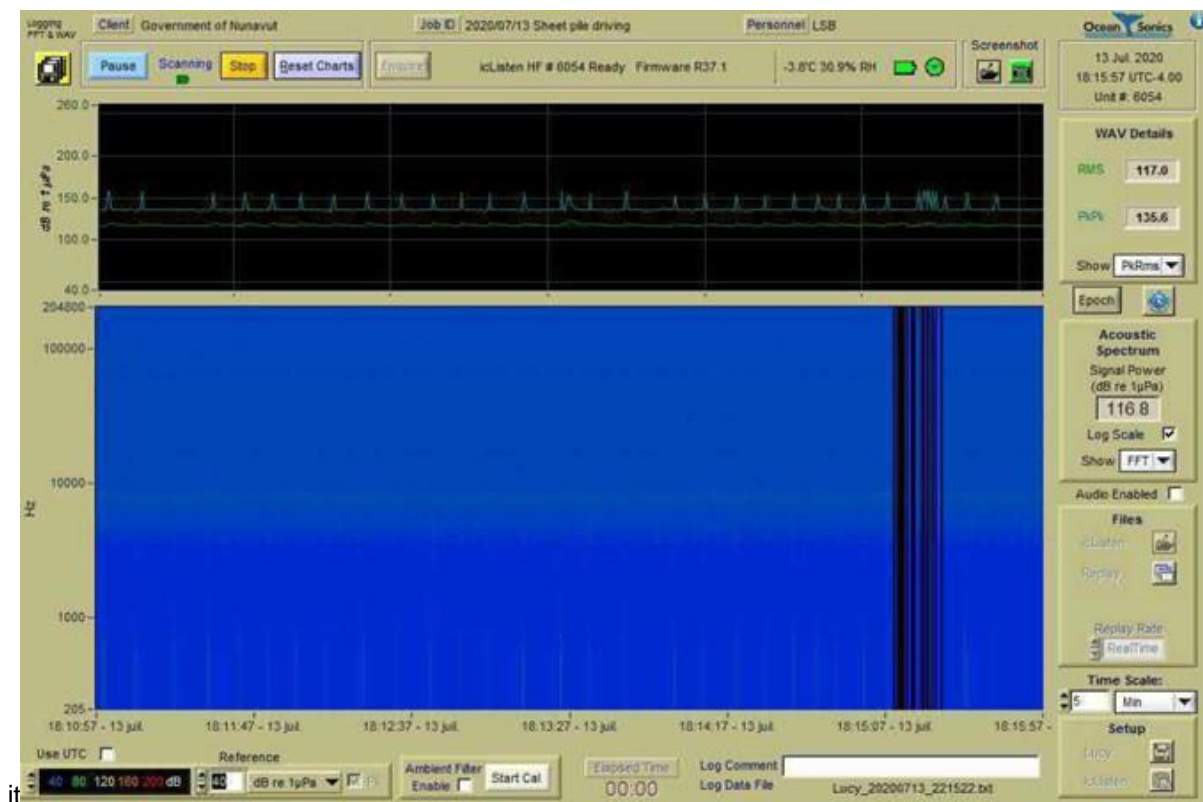 Logging
FFT & WAV
Client Government of Nunavut
Job ID 2020/07/13 Sheet pile driving
Personnel LSB
Ocean Sonics
Pause Scanning Stop Reset Charts
icListen HF # 6054 Ready Firmware R37.1
-3.8°C 30.9% RH
Screenshot
13 Jul. 2020
18:15:57 UTC-4.00
Unit #: 6054
260.0
200.0
150.0
100.0
40.0
dB re 1 µPa
WAV Details
RMS 117.0
PkPk 135.6
Show PkRms
Epoch
204800
100000
10000
1000
205
Hz
Acoustic
Spectrum
Signal Power
(dB re 1µPa)
116.8
Log Scale
Show FFT
Audio Enabled
Files
icListen
Replay
Replay Rate
RealTime
Time Scale:
5 Min
18:10:57 - 13 juil. 18:11:47 - 13 juil. 18:12:37 - 13 juil. 18:13:27 - 13 juil. 18:14:17 - 13 juil. 18:15:07 - 13 juil. 18:15:57 -
Setup
Lucy
icListen
Use UTC
Reference
40 80 120 160 200 dB
40 dB re 1µPa
Ambient Filter
Enable
Start Cal
Elapsed Time
00:00
Log Comment
Log Data File Lucy_20200713_221522.txt
it